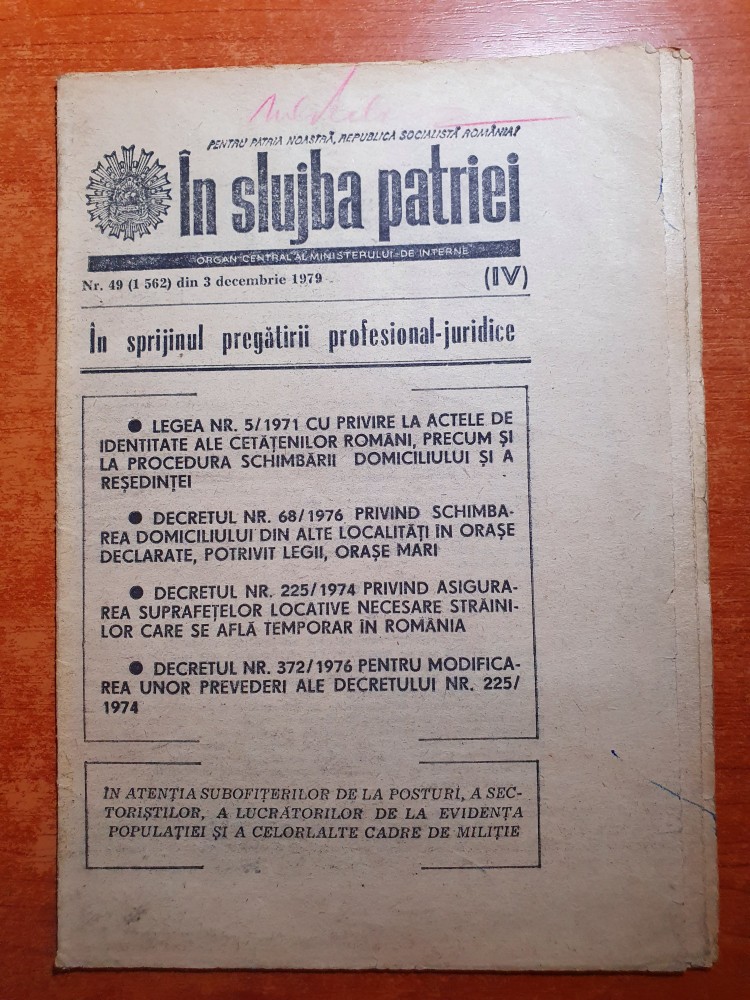 PENTRU PATRIA NOASTRĂ, REPUBLICA SOCIALISTĂ ROMÂNIA!
În slujba patriei
ORGAN CENTRAL AL MINISTERULUI DE INTERNE
Nr. 49 (1 562) din 3 decembrie 1979
(IV)
În sprijinul pregătirii profesional-juridice
● LEGEA NR. 5/1971 CU PRIVIRE LA ACTELE DE
IDENTITATE ALE CETĂȚENILOR ROMÂNI, PRECUM ȘI
LA PROCEDURA SCHIMBĂRII DOMICILIULUI ȘI A
REȘEDINȚEI
● DECRETUL NR. 68/1976 PRIVIND SCHIMBA-
REA DOMICILIULUI DIN ALTE LOCALITĂȚI ÎN ORAȘE
DECLARATE, POTRIVIT LEGII, ORAȘE MARI
● DECRETUL NR. 225/1974 PRIVIND ASIGURA-
REA SUPRAFEȚELOR LOCATIVE NECESARE STRĂINI-
LOR CARE SE AFLĂ TEMPORAR ÎN ROMÂNIA
● DECRETUL NR. 372/1976 PENTRU MODIFICA-
REA UNOR PREVEDERI ALE DECRETULUI NR. 225/
1974
ÎN ATENȚIA SUBOFIȚERILOR DE LA POSTURI, A SEC-
TORIȘTILOR, A LUCRĂTORILOR DE LA EVIDENȚA
POPULAȚIEI ȘI A CELORLALTE CADRE DE MILIȚIE